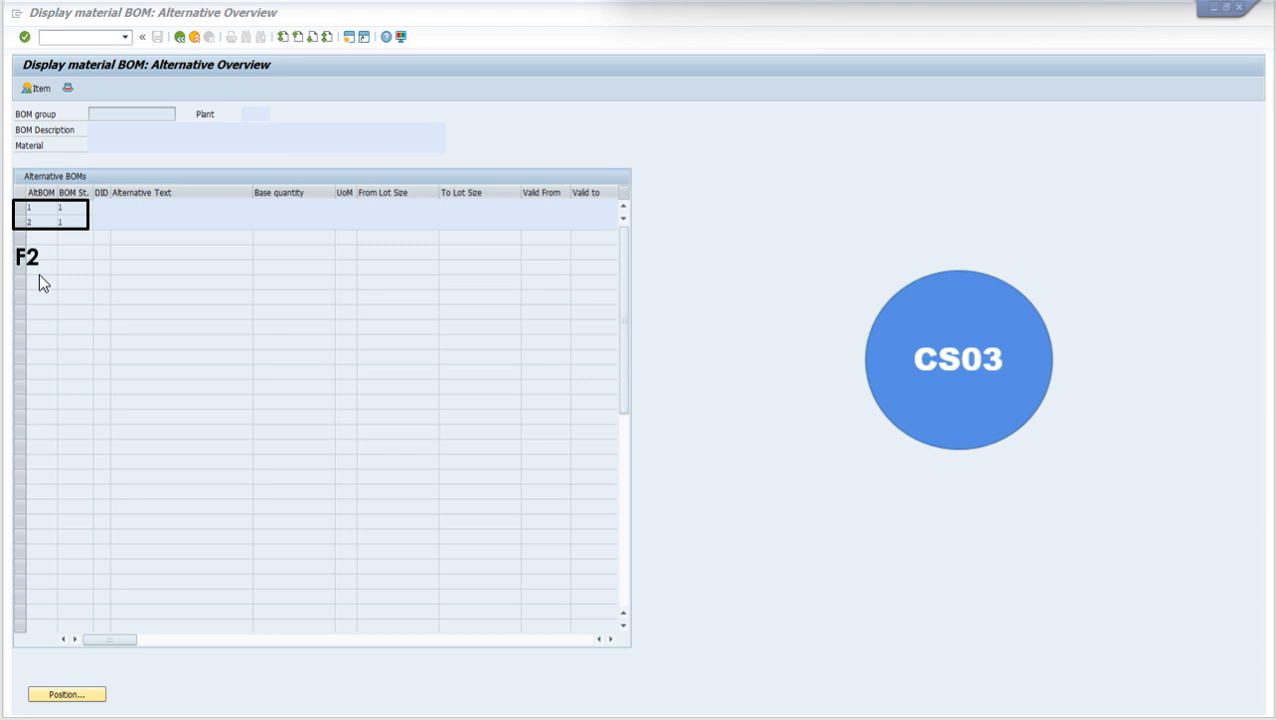 Display material BOM: Alternative Overview
Display material BOM: Alternative Overview
Item
BOM group Plant
BOM Description
Material
Alternative BOMs
AltBOM BOM St. DID Alternative Text Base quantity UoM From Lot Size To Lot Size Valid From Valid to
1 1
2 1
F2
CS03
Position...